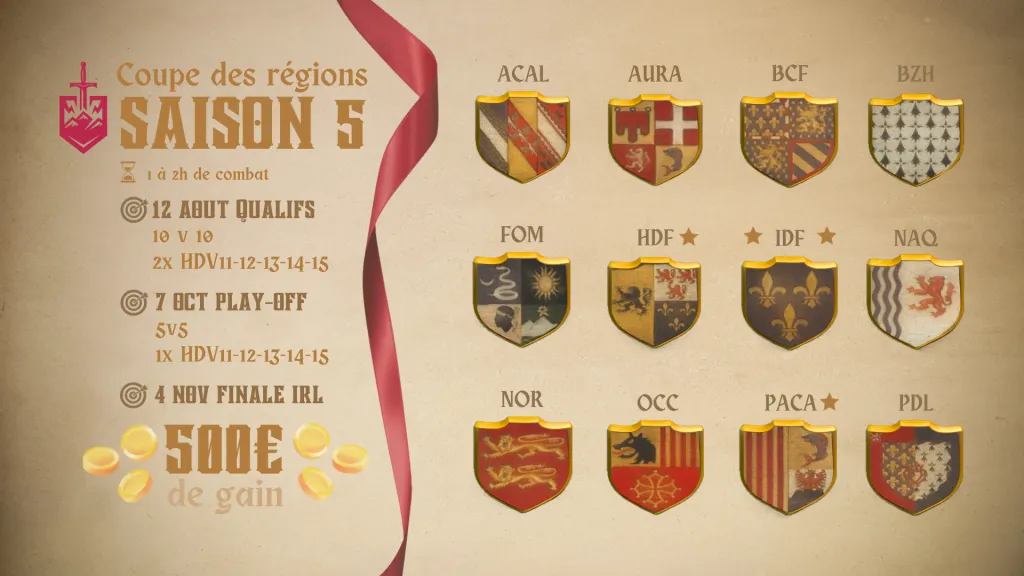 Coupe des régions
SAISON 5
1 à 2h de combat
12 AOUT QUALIFS
10 V 10
2X HDV11-12-13-14-15
7 OCT PLAY-OFF
5V5
1X HDV11-12-13-14-15
4 NOV FINALE IRL
500€
de gain
ACAL
AURA
BCF
BZH
FOM
HDF
IDF
NAQ
NOR
OCC
PACA
PDL